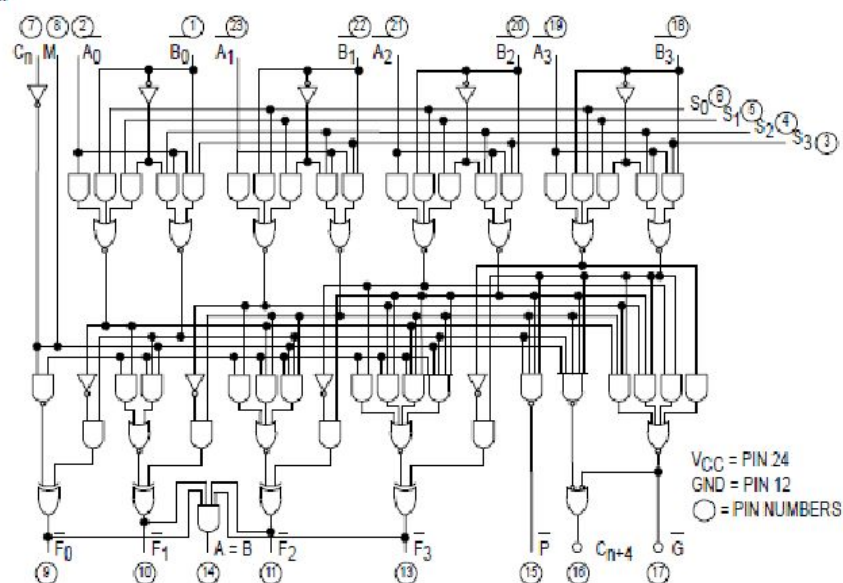 7 8 2 1 23 22 21 20 19 18
Cn M A0 B0 A1 B1 A2 B2 A3 B3
S0 6
S1 5
S2 4
S3 3
VCC = PIN 24
GND = PIN 12
= PIN NUMBERS
F0 F1 A = B F2 F3 P Cn+4 G
9 10 14 11 13 15 16 17